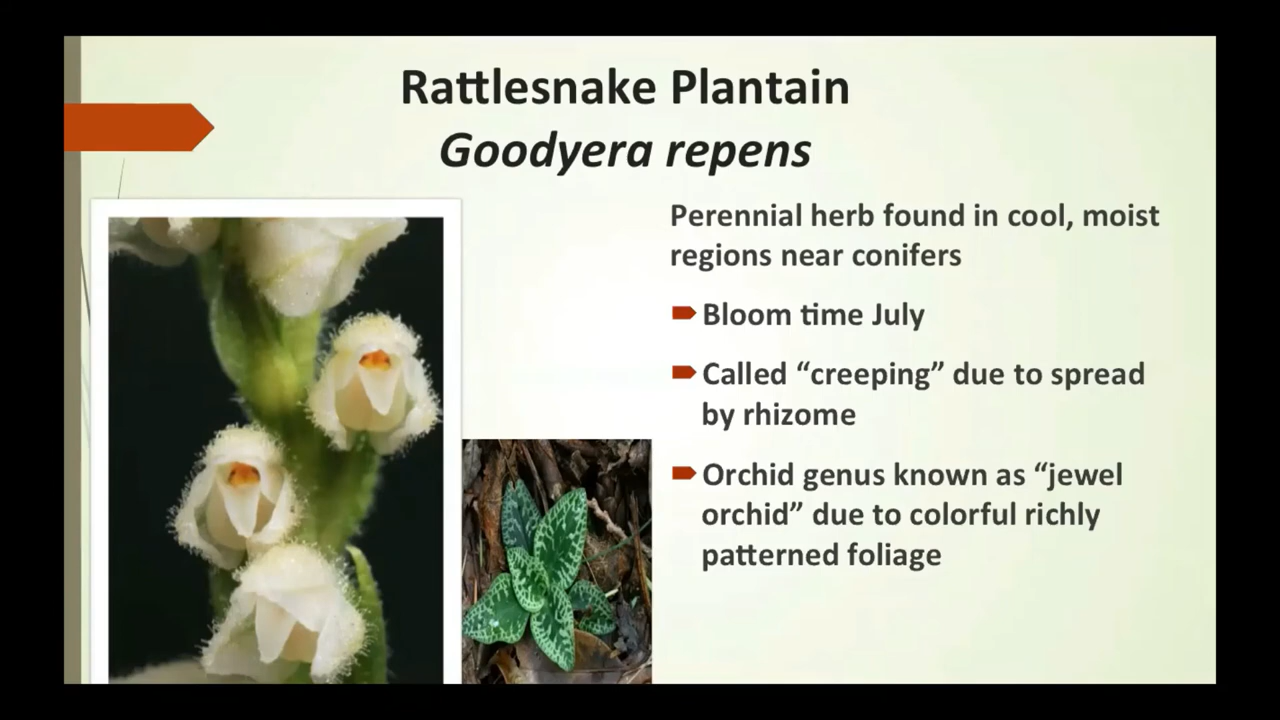 Rattlesnake Plantain
Goodyera repens
Perennial herb found in cool, moist
regions near conifers
Bloom time July
Called “creeping” due to spread
by rhizome
Orchid genus known as “jewel
orchid” due to colorful richly
patterned foliage